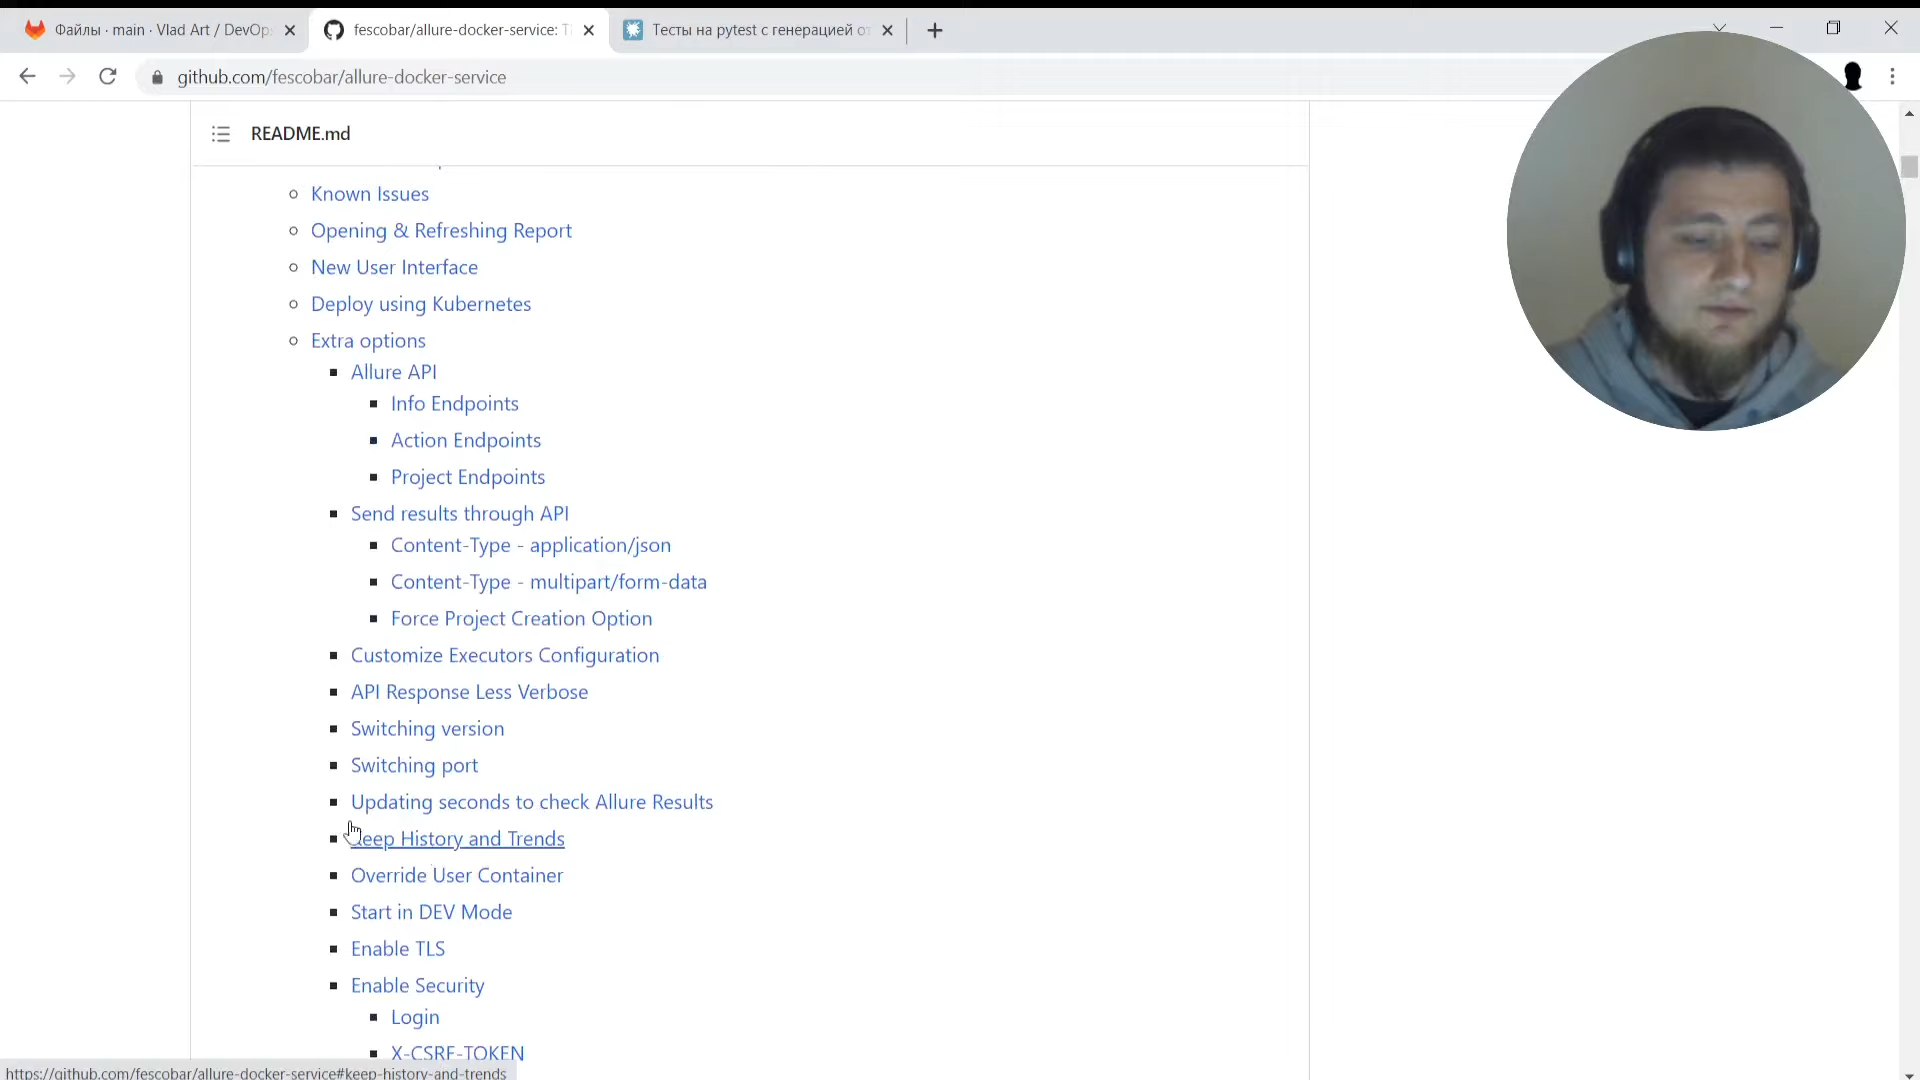 Файлы · main · Vlad Art / DevOp
fescobar/allure-docker-service: T
Тесты на pytest с генерацией о
github.com/fescobar/allure-docker-service
README.md
Known Issues
Opening & Refreshing Report
New User Interface
Deploy using Kubernetes
Extra options
Allure API
Info Endpoints
Action Endpoints
Project Endpoints
Send results through API
Content-Type - application/json
Content-Type - multipart/form-data
Force Project Creation Option
Customize Executors Configuration
API Response Less Verbose
Switching version
Switching port
Updating seconds to check Allure Results
Keep History and Trends
Override User Container
Start in DEV Mode
Enable TLS
Enable Security
Login
X-CSRF-TOKEN
https://github.com/fescobar/allure-docker-service#keep-history-and-trends